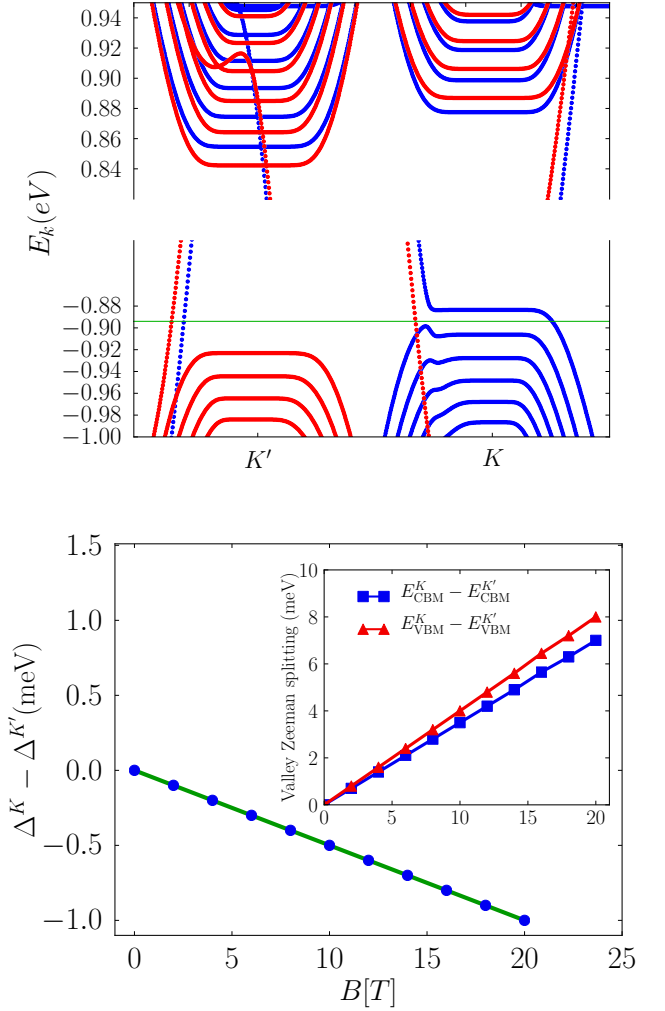 0.94
0.92
0.90
0.88
0.86
0.84
E_k(eV)
−0.88
−0.90
−0.92
−0.94
−0.96
−0.98
−1.00
K′ K
1.5
1.0
0.5
0.0
−0.5
−1.0
Δ^K − Δ^{K′}(meV)
0 5 10 15 20 25
B[T]
10
8
6
4
2
0
Valley Zeeman splitting (meV)
E^K_CBM − E^{K′}_CBM
E^K_VBM − E^{K′}_VBM
0 5 10 15 20